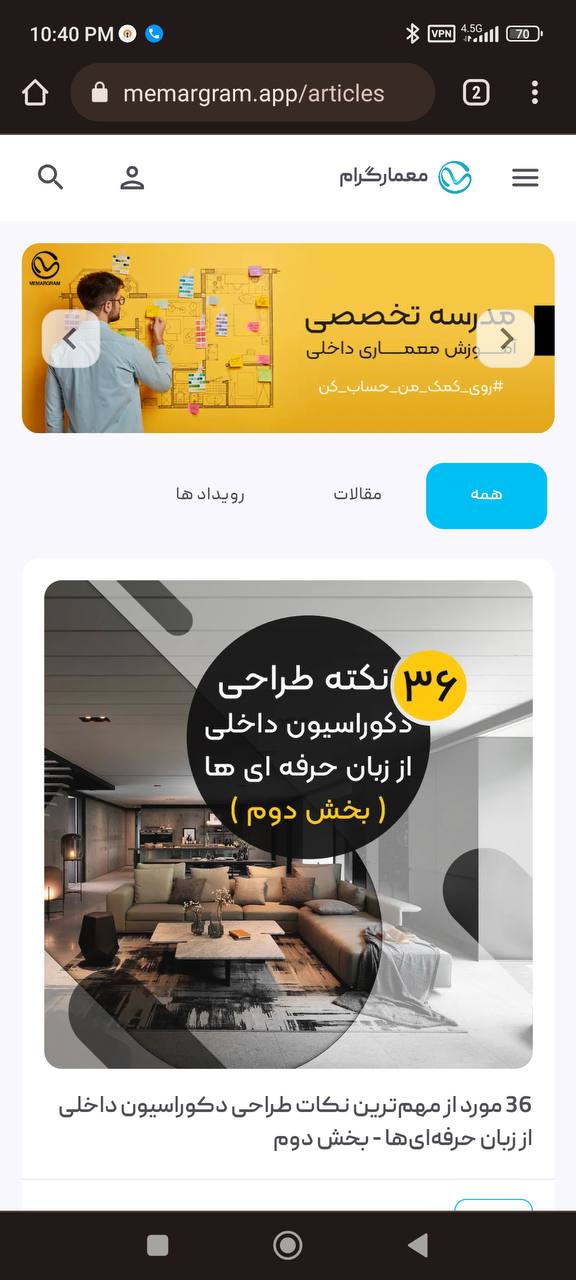 10:40 PM
VPN
4.5G
70
memargram.app/articles
2
معمارگرام
MEMARGRAM
مدرسه تخصصی
آموزش معمـــاری داخلی
#روی_کمک_من_حساب_کن
همه
مقالات
رویداد ها
۳۶
نکته طراحی
دکوراسیون داخلی
از زبان حرفه ای ها
( بخش دوم )
36 مورد از مهم‌ترین نکات طراحی دکوراسیون داخلی
از زبان حرفه‌ای‌ها - بخش دوم